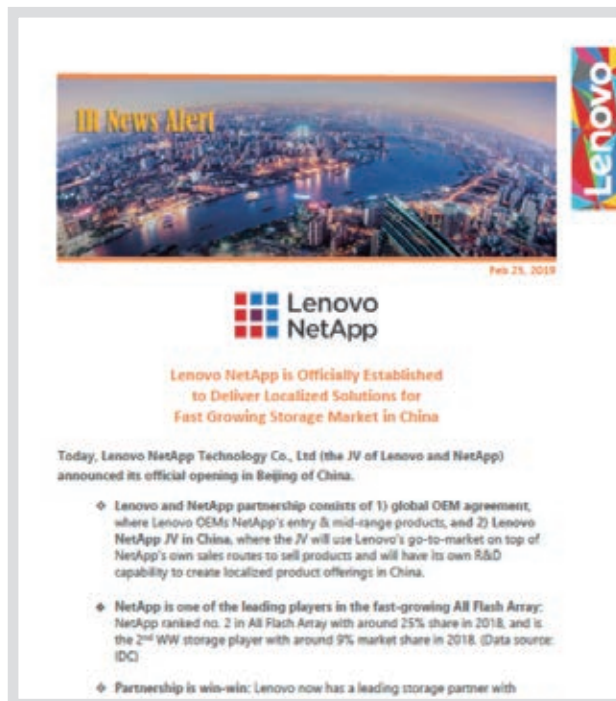 IR News Alert
Lenovo
Feb 25, 2019
Lenovo
NetApp
Lenovo NetApp is Officially Established
to Deliver Localized Solutions for
Fast Growing Storage Market in China
Today, Lenovo NetApp Technology Co., Ltd (the JV of Lenovo and NetApp)
announced its official opening in Beijing of China.
❖ Lenovo and NetApp partnership consists of 1) global OEM agreement,
where Lenovo OEMs NetApp's entry & mid-range products, and 2) Lenovo
NetApp JV in China, where the JV will use Lenovo's go-to-market on top of
NetApp's own sales routes to sell products and will have its own R&D
capability to create localized product offerings in China.
❖ NetApp is one of the leading players in the fast-growing All Flash Array:
NetApp ranked no. 2 in All Flash Array with around 25% share in 2018, and is
the 2nd WW storage player with around 9% market share in 2018. (Data source:
IDC)
❖ Partnership is win-win: Lenovo now has a leading storage partner with